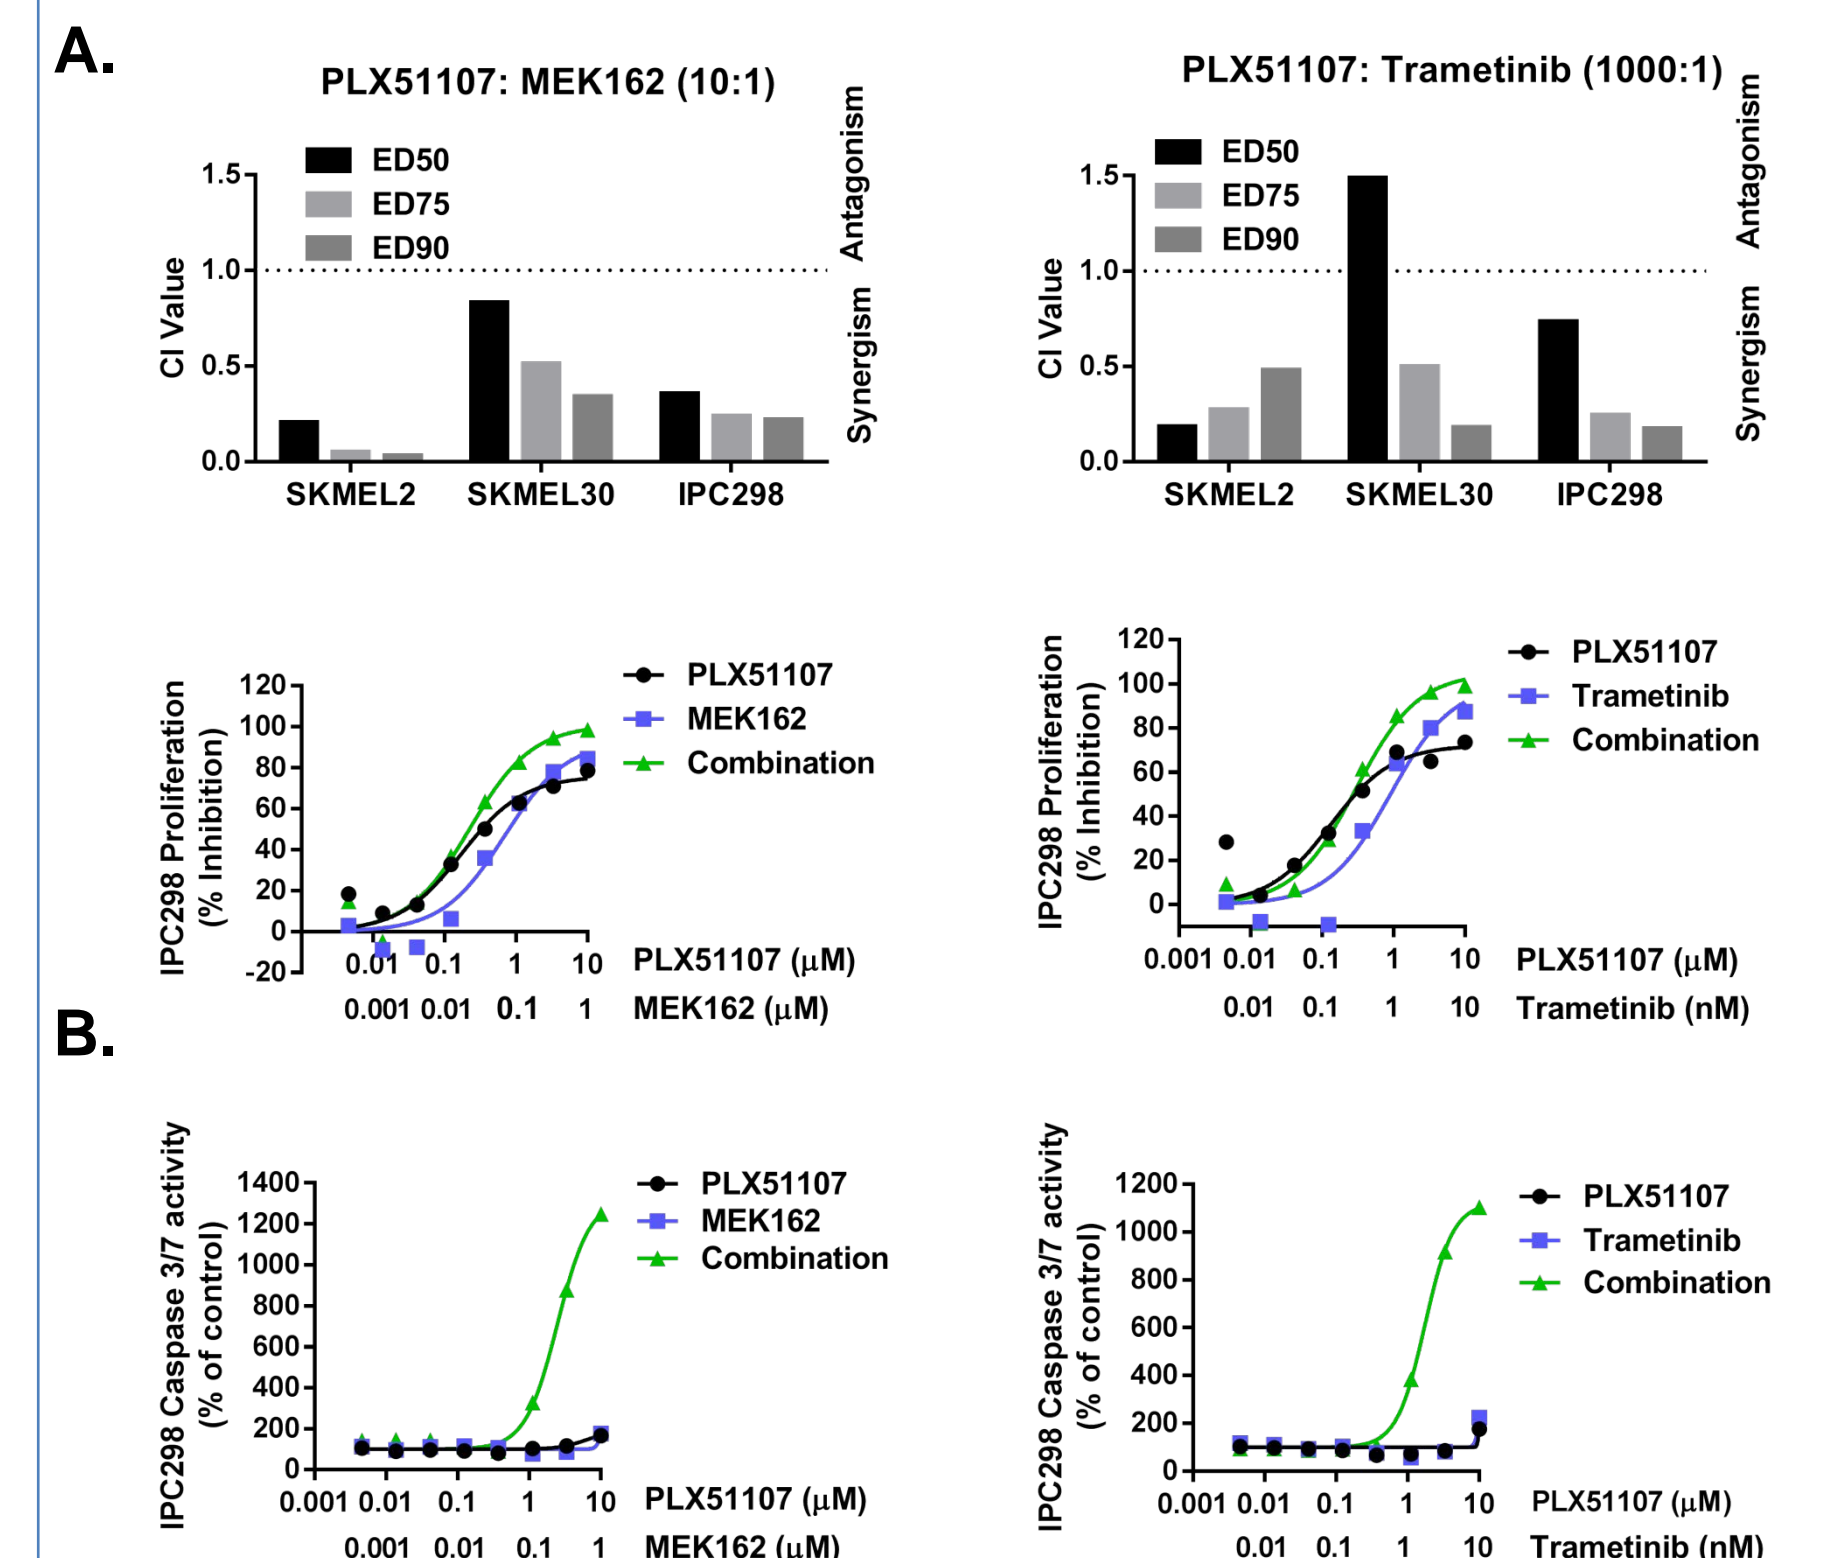 A.
PLX51107: MEK162 (10:1)
ED50
ED75
ED90
1.5
1.0
0.5
0.0
CI Value
Antagonism
Synergism
SKMEL2 SKMEL30 IPC298
PLX51107: Trametinib (1000:1)
ED50
ED75
ED90
1.5
1.0
0.5
0.0
CI Value
Antagonism
Synergism
SKMEL2 SKMEL30 IPC298
IPC298 Proliferation
(% Inhibition)
120
100
80
60
40
20
0
-20
PLX51107
MEK162
Combination
0.01 0.1 1 10 PLX51107 (μM)
0.001 0.01 0.1 1 MEK162 (μM)
IPC298 Proliferation
(% Inhibition)
120
100
80
60
40
20
0
PLX51107
Trametinib
Combination
0.001 0.01 0.1 1 10 PLX51107 (μM)
0.01 0.1 1 10 Trametinib (nM)
B.
IPC298 Caspase 3/7 activity
(% of control)
1400
1200
1000
800
600
400
200
0
PLX51107
MEK162
Combination
0.001 0.01 0.1 1 10 PLX51107 (μM)
0.001 0.01 0.1 1 MEK162 (μM)
IPC298 Caspase 3/7 activity
(% of control)
1200
1000
800
600
400
200
0
PLX51107
Trametinib
Combination
0.001 0.01 0.1 1 10 PLX51107 (μM)
0.01 0.1 1 10 Trametinib (nM)